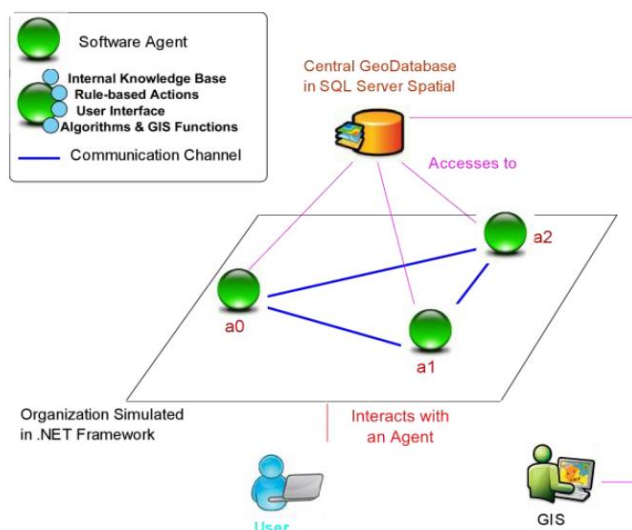 Software Agent
Internal Knowledge Base
Rule-based Actions
User Interface
Algorithms & GIS Functions
Communication Channel
Central GeoDatabase
in SQL Server Spatial
Accesses to
a2
a0
a1
Organization Simulated
in .NET Framework
Interacts with
an Agent
User
GIS